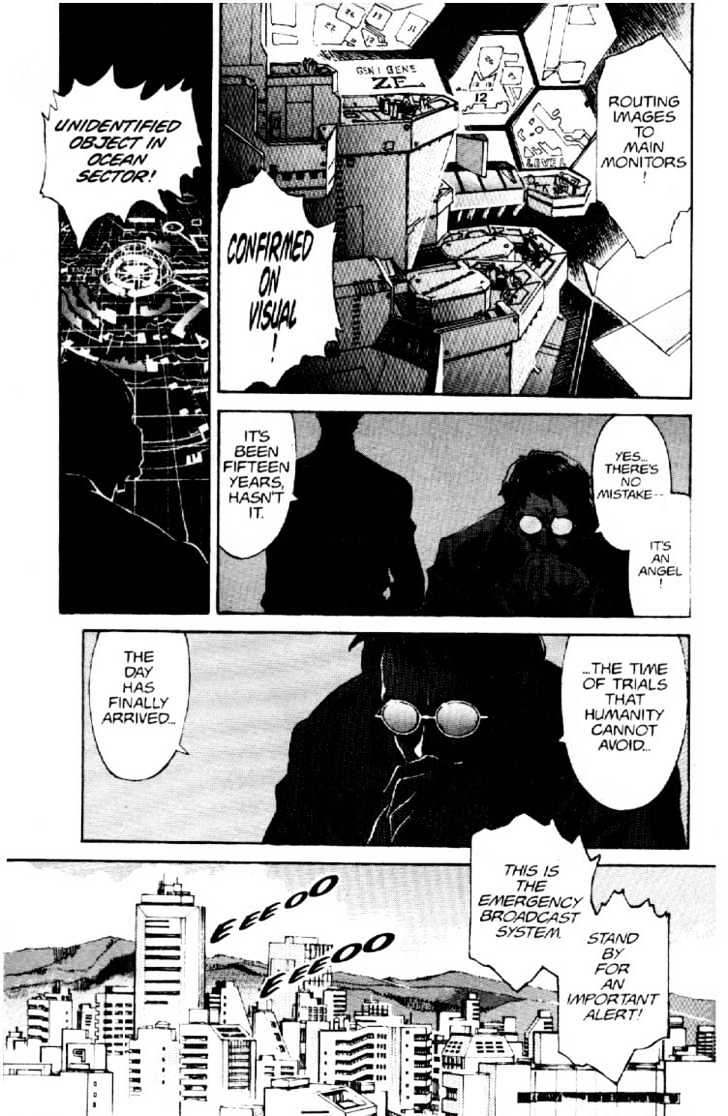 ROUTING
IMAGES
TO
MAIN
MONITORS
!
12
LEVEL
CONFIRMED
ON
VISUAL
!
UNIDENTIFIED
OBJECT IN
OCEAN
SECTOR!
YES...
THERE'S
NO
MISTAKE--
IT'S
AN
ANGEL
!
IT'S
BEEN
FIFTEEN
YEARS,
HASN'T
IT.
...THE TIME
OF TRIALS
THAT
HUMANITY
CANNOT
AVOID...
THE
DAY
HAS
FINALLY
ARRIVED...
THIS IS
THE
EMERGENCY
BROADCAST
SYSTEM.
STAND
BY
FOR
AN
IMPORTANT
ALERT!
EEEOO
EEEOO